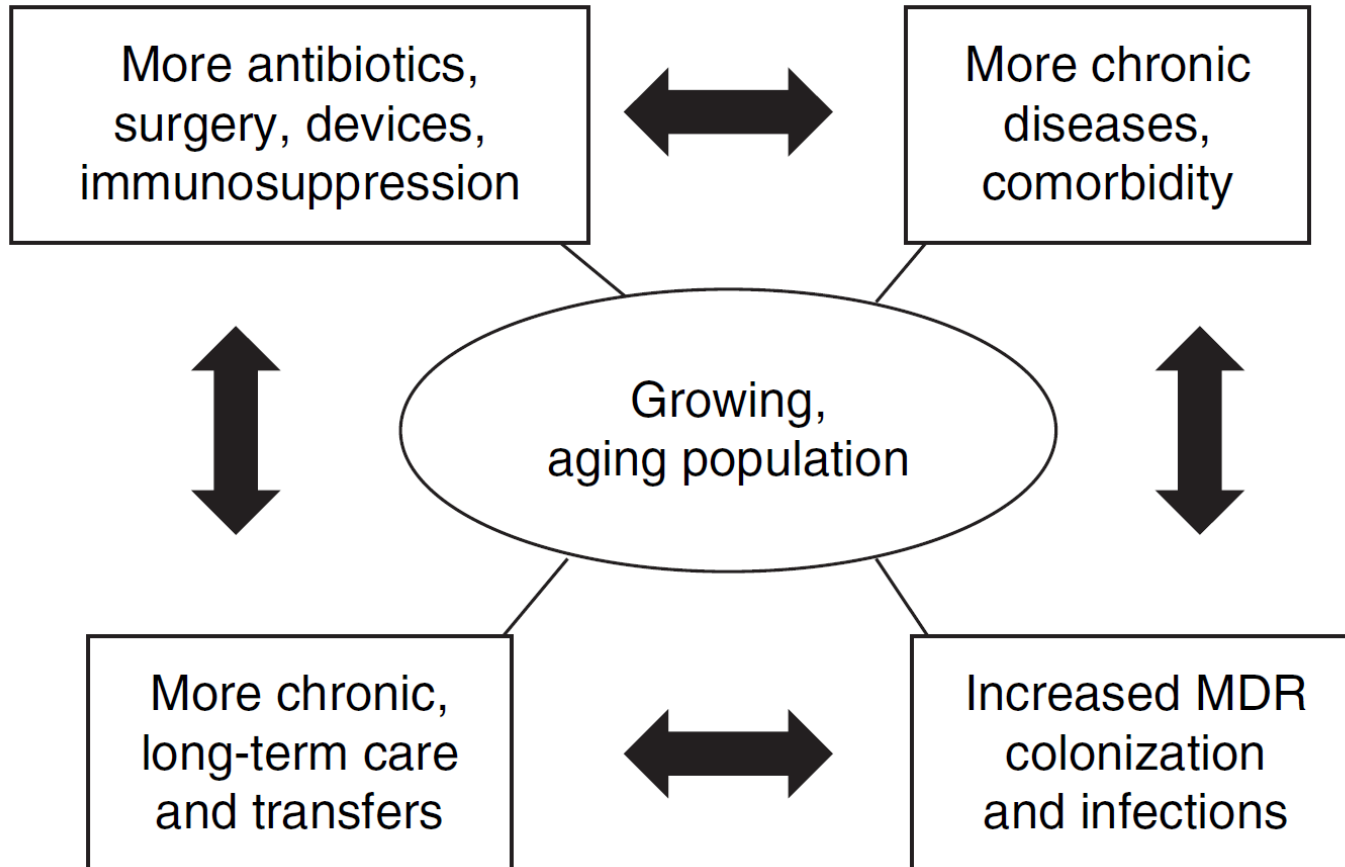 More antibiotics,
surgery, devices,
immunosuppression
More chronic
diseases,
comorbidity
Growing,
aging population
More chronic,
long-term care
and transfers
Increased MDR
colonization
and infections